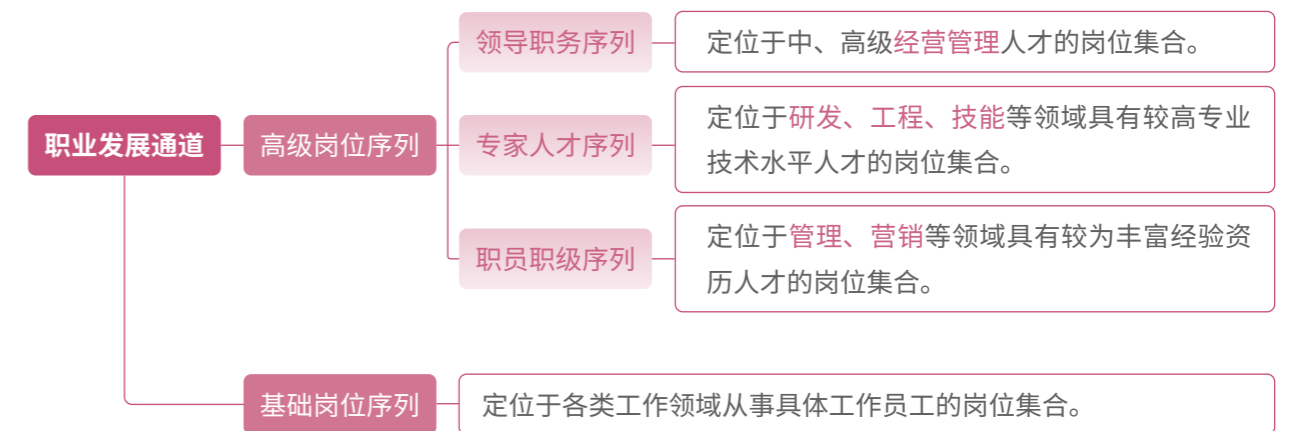 职业发展通道
高级岗位序列
领导职务序列
定位于中、高级经营管理人才的岗位集合。
专家人才序列
定位于研发、工程、技能等领域具有较高专业
技术水平人才的岗位集合。
职员职级序列
定位于管理、营销等领域具有较为丰富经验资
历人才的岗位集合。
基础岗位序列
定位于各类工作领域从事具体工作员工的岗位集合。